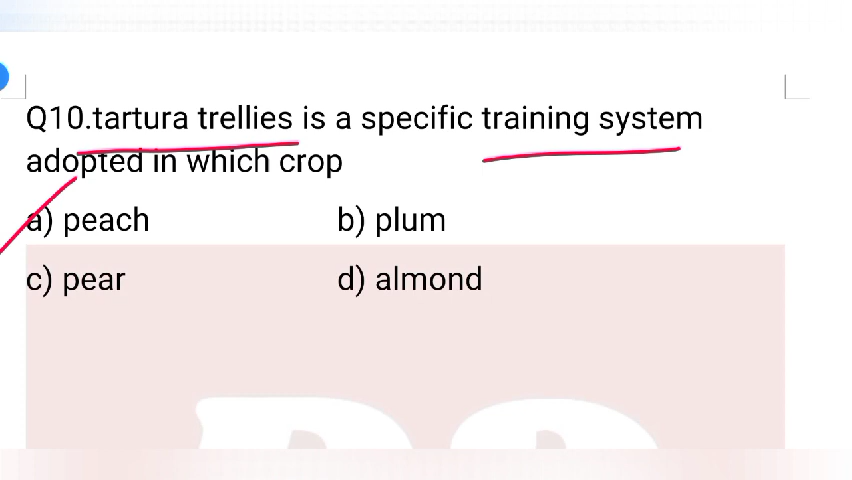 Q10.tartura trellies is a specific training system
adopted in which crop
a) peach b) plum
c) pear d) almond